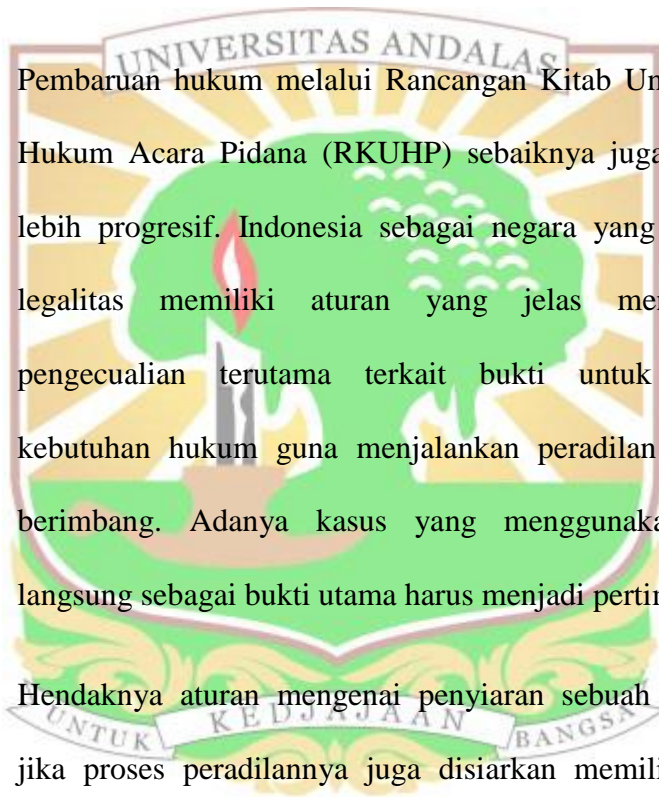 UNIVERSITAS ANDALAS
Pembaruan hukum melalui Rancangan Kitab Un
Hukum Acara Pidana (RKUHP) sebaiknya juga
lebih progresif. Indonesia sebagai negara yang
legalitas memiliki aturan yang jelas me
pengecualian terutama terkait bukti untuk
kebutuhan hukum guna menjalankan peradilan
berimbang. Adanya kasus yang menggunaka
langsung sebagai bukti utama harus menjadi perti
Hendaknya aturan mengenai penyiaran sebuah
UNTUK KEDJAJAAN BANGSA
jika proses peradilannya juga disiarkan memili